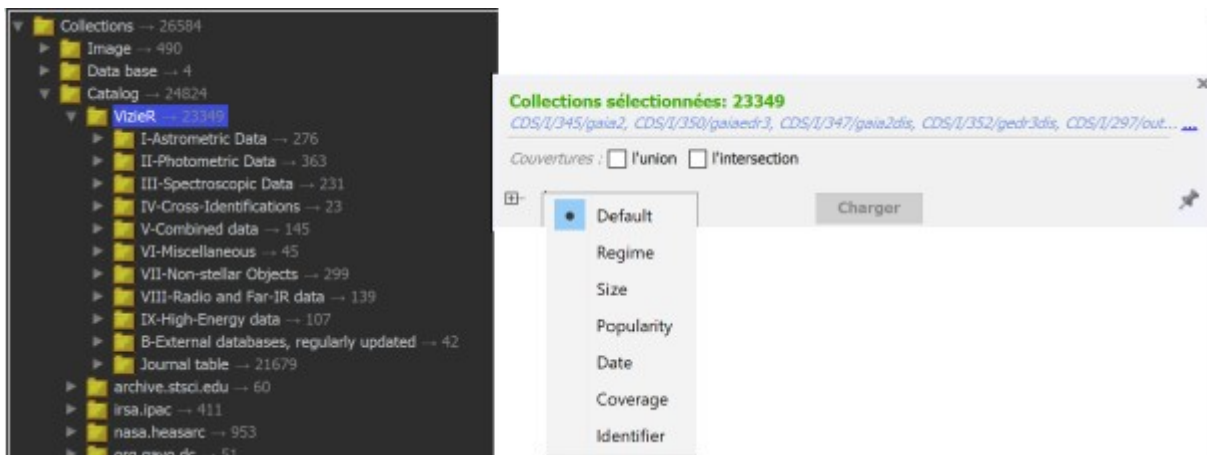 Collections → 26584
Image → 490
Data base → 4
Catalog → 24824
VizieR → 23349
I-Astrometric Data → 276
II-Photometric Data → 363
III-Spectroscopic Data → 231
IV-Cross-Identifications → 23
V-Combined data → 145
VI-Miscellaneous → 45
VII-Non-stellar Objects → 299
VIII-Radio and Far-IR data → 139
IX-High-Energy data → 107
B-External databases, regularly updated → 42
Journal table → 21679
archive.stsci.edu → 60
irsa.ipac → 411
nasa.heasarc → 953
org.gavo.dc → 51
Collections sélectionnées: 23349
CDS/I/345/gaia2, CDS/I/350/gaiaedr3, CDS/I/347/gaia2dis, CDS/I/352/gedr3dis, CDS/I/297/out... ...
Couvertures : l'union l'intersection
Charger
Default
Regime
Size
Popularity
Date
Coverage
Identifier